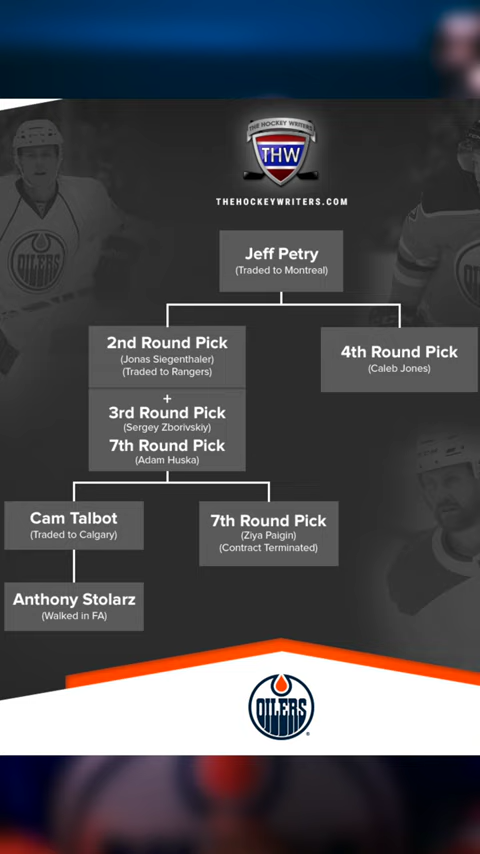 THE HOCKEY WRITERS
THW
THEHOCKEYWRITERS.COM
Jeff Petry
(Traded to Montreal)
2nd Round Pick
(Jonas Siegenthaler)
(Traded to Rangers)
+
3rd Round Pick
(Sergey Zborivskiy)
7th Round Pick
(Adam Huska)
4th Round Pick
(Caleb Jones)
Cam Talbot
(Traded to Calgary)
7th Round Pick
(Ziya Paigin)
(Contract Terminated)
Anthony Stolarz
(Walked in FA)
OILERS
OILERS